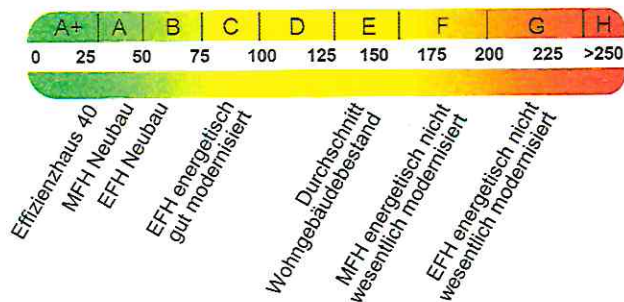 A+ A B C D E F G H
0 25 50 75 100 125 150 175 200 225 >250
Effizienzhaus 40
MFH Neubau
EFH Neubau
EFH energetisch
gut modernisiert
Durchschnitt
Wohngebäudebestand
MFH energetisch nicht
wesentlich modernisiert
EFH energetisch nicht
wesentlich modernisiert